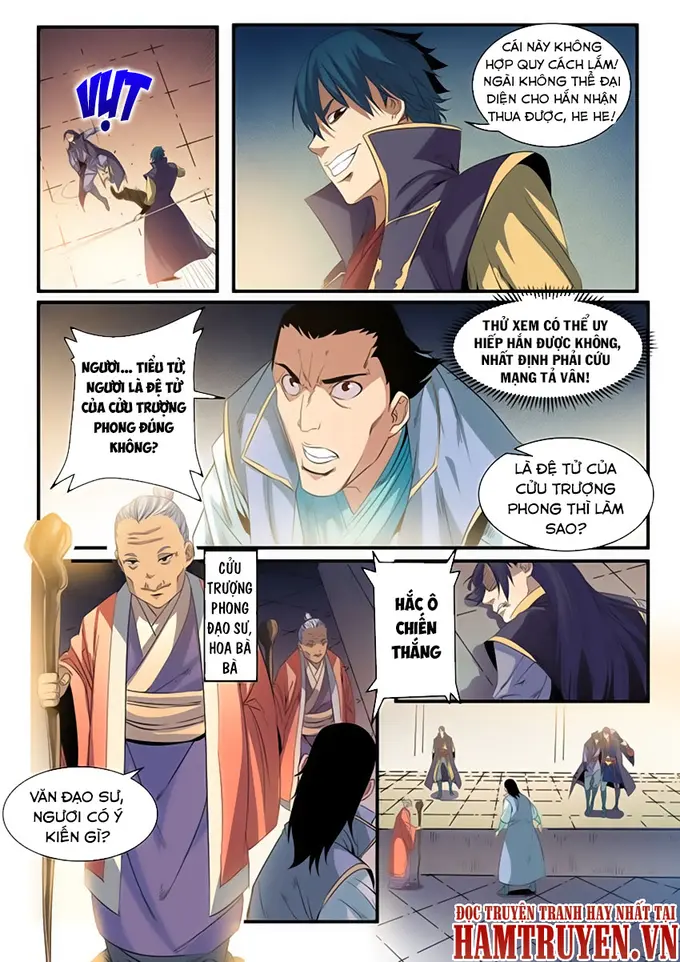 VỤT
CÁI NÀY KHÔNG
HỢP QUY CÁCH LẮM!
NGÀI KHÔNG THỂ ĐẠI
DIỆN CHO HẮN NHẬN
THUA ĐƯỢC, HE HE!
THỬ XEM CÓ THỂ UY
HIẾP HẮN ĐƯỢC KHÔNG,
NHẤT ĐỊNH PHẢI CỨU
MẠNG TẢ VÂN!
NGƯƠI... TIỂU TỬ,
NGƯƠI LÀ ĐỆ TỬ
CỦA CỬU TRƯỢNG
PHONG ĐÚNG
KHÔNG?
LÀ ĐỆ TỬ CỦA
CỬU TRƯỢNG
PHONG THÌ LÀM
SAO?
CỬU
TRƯỢNG
PHONG
ĐẠO SƯ,
HOA BÀ
BÀ
HẮC Ô
CHIẾN
THẮNG
VĂN ĐẠO SƯ,
NGƯƠI CÓ Ý
KIẾN GÌ?
ĐỌC TRUYỆN TRANH HAY NHẤT TẠI
HAMTRUYEN.VN